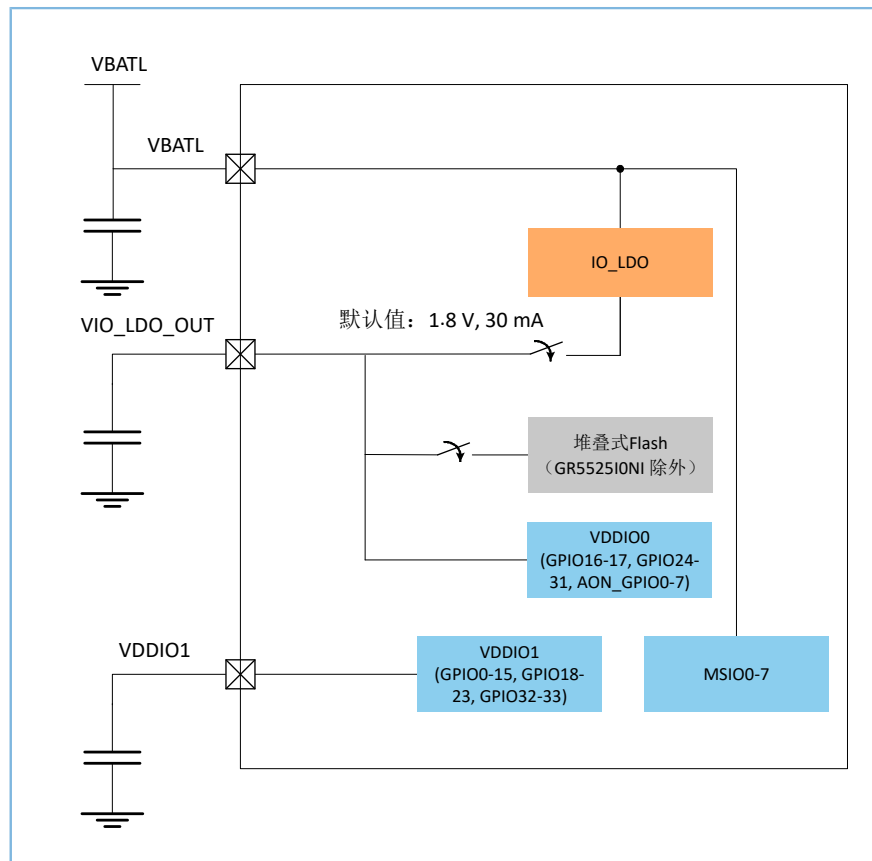 VBATL
VBATL
IO_LDO
默认值：1.8 V, 30 mA
VIO_LDO_OUT
堆叠式Flash
（GR5525I0NI 除外）
VDDIO0
(GPIO16-17, GPIO24-
31, AON_GPIO0-7)
VDDIO1
VDDIO1
(GPIO0-15, GPIO18-
23, GPIO32-33)
MSIO0-7